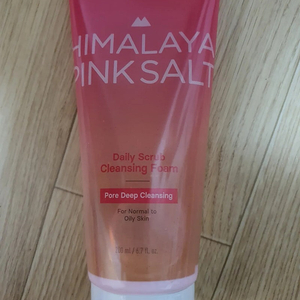 HIMALAYA
PINK SALT
Daily Scrub
Cleansing Foam
Pore Deep Cleansing
For Normal to
Oily Skin